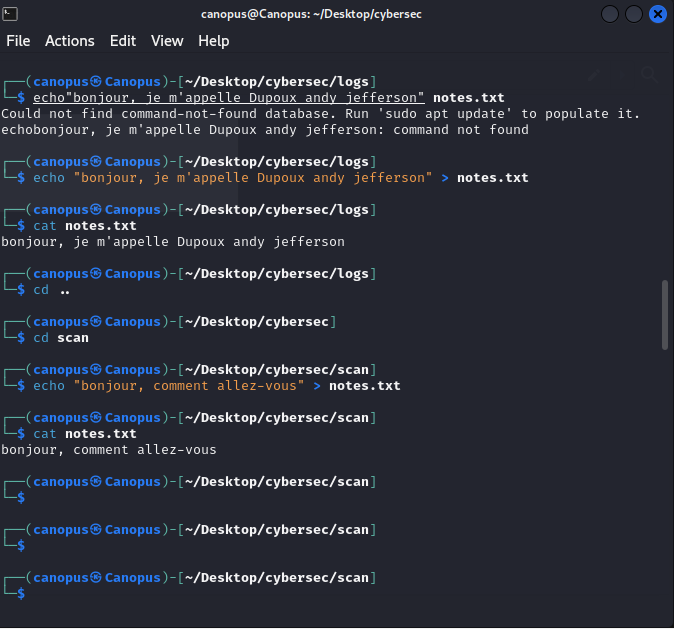 canopus@Canopus: ~/Desktop/cybersec
File Actions Edit View Help
┌──(canopus㉿Canopus)-[~/Desktop/cybersec/logs]
└─$ echo"bonjour, je m'appelle Dupoux andy jefferson" notes.txt
Could not find command-not-found database. Run 'sudo apt update' to populate it.
echobonjour, je m'appelle Dupoux andy jefferson: command not found
┌──(canopus㉿Canopus)-[~/Desktop/cybersec/logs]
└─$ echo "bonjour, je m'appelle Dupoux andy jefferson" > notes.txt
┌──(canopus㉿Canopus)-[~/Desktop/cybersec/logs]
└─$ cat notes.txt
bonjour, je m'appelle Dupoux andy jefferson
┌──(canopus㉿Canopus)-[~/Desktop/cybersec/logs]
└─$ cd ..
┌──(canopus㉿Canopus)-[~/Desktop/cybersec]
└─$ cd scan
┌──(canopus㉿Canopus)-[~/Desktop/cybersec/scan]
└─$ echo "bonjour, comment allez-vous" > notes.txt
┌──(canopus㉿Canopus)-[~/Desktop/cybersec/scan]
└─$ cat notes.txt
bonjour, comment allez-vous
┌──(canopus㉿Canopus)-[~/Desktop/cybersec/scan]
└─$
┌──(canopus㉿Canopus)-[~/Desktop/cybersec/scan]
└─$
┌──(canopus㉿Canopus)-[~/Desktop/cybersec/scan]
└─$